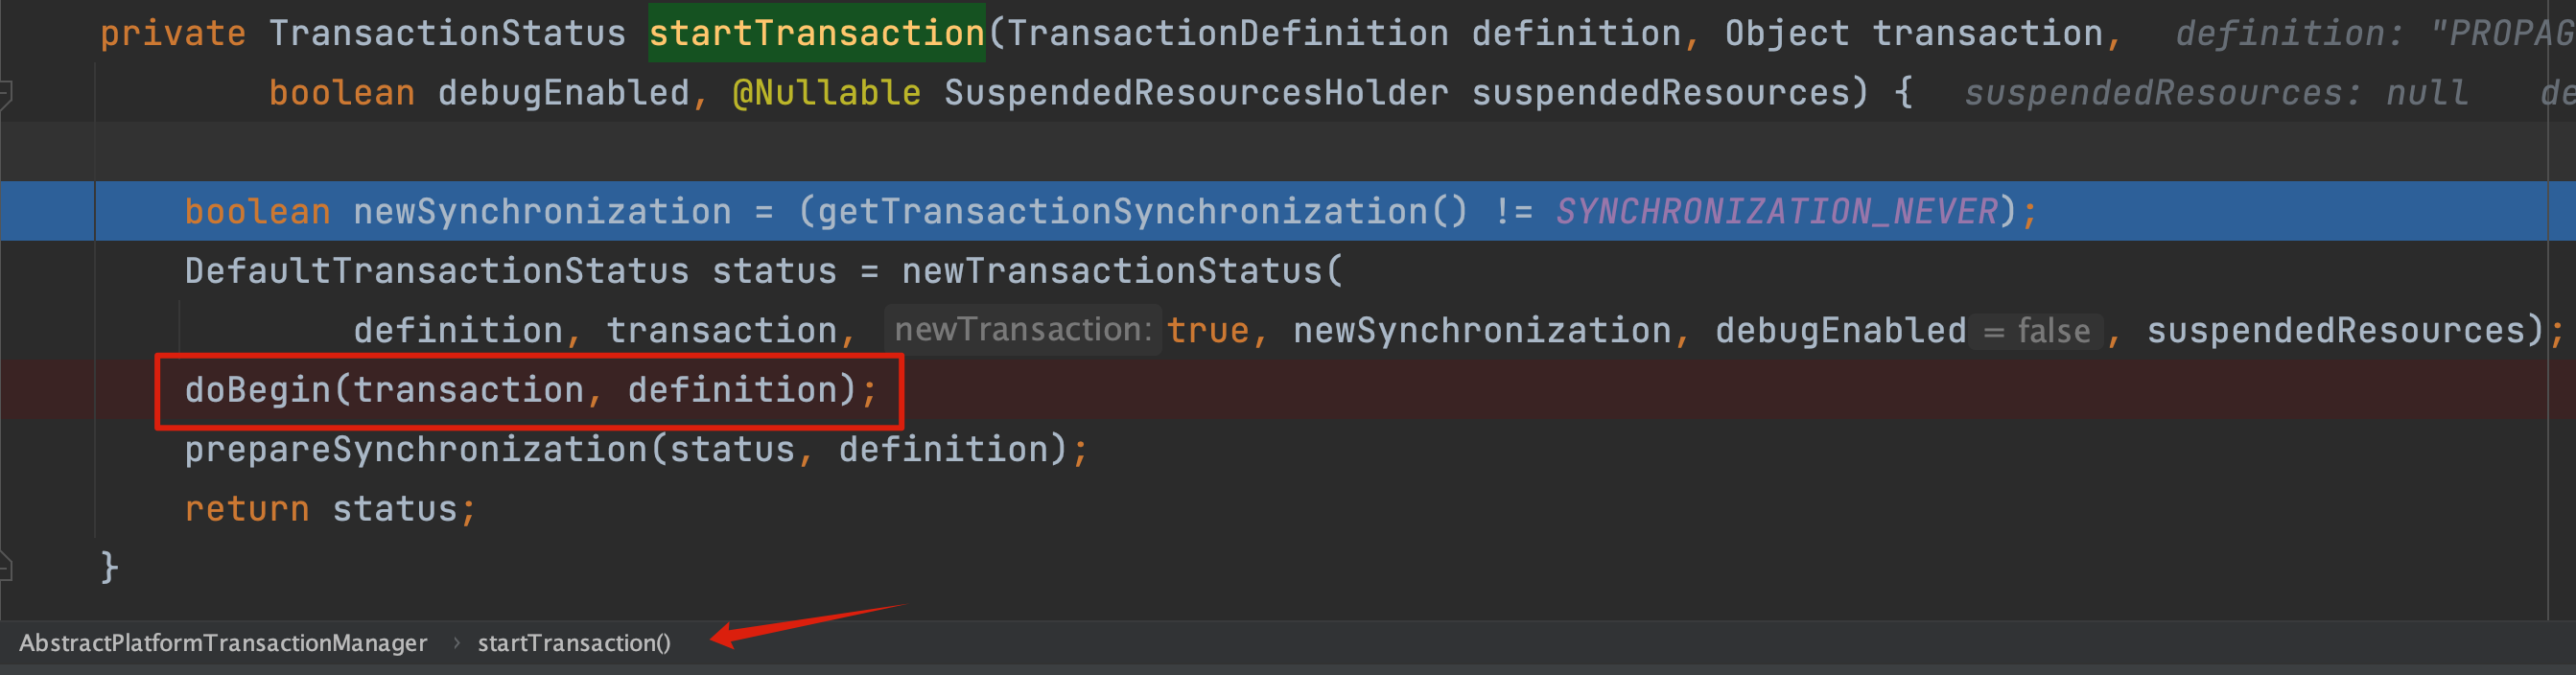 private TransactionStatus startTransaction(TransactionDefinition definition, Object transaction, definition: "PROPAG
boolean debugEnabled, @Nullable SuspendedResourcesHolder suspendedResources) { suspendedResources: null de
boolean newSynchronization = (getTransactionSynchronization() != SYNCHRONIZATION_NEVER);
DefaultTransactionStatus status = newTransactionStatus(
definition, transaction, newTransaction: true, newSynchronization, debugEnabled = false , suspendedResources);
doBegin(transaction, definition);
prepareSynchronization(status, definition);
return status;
}
AbstractPlatformTransactionManager › startTransaction()